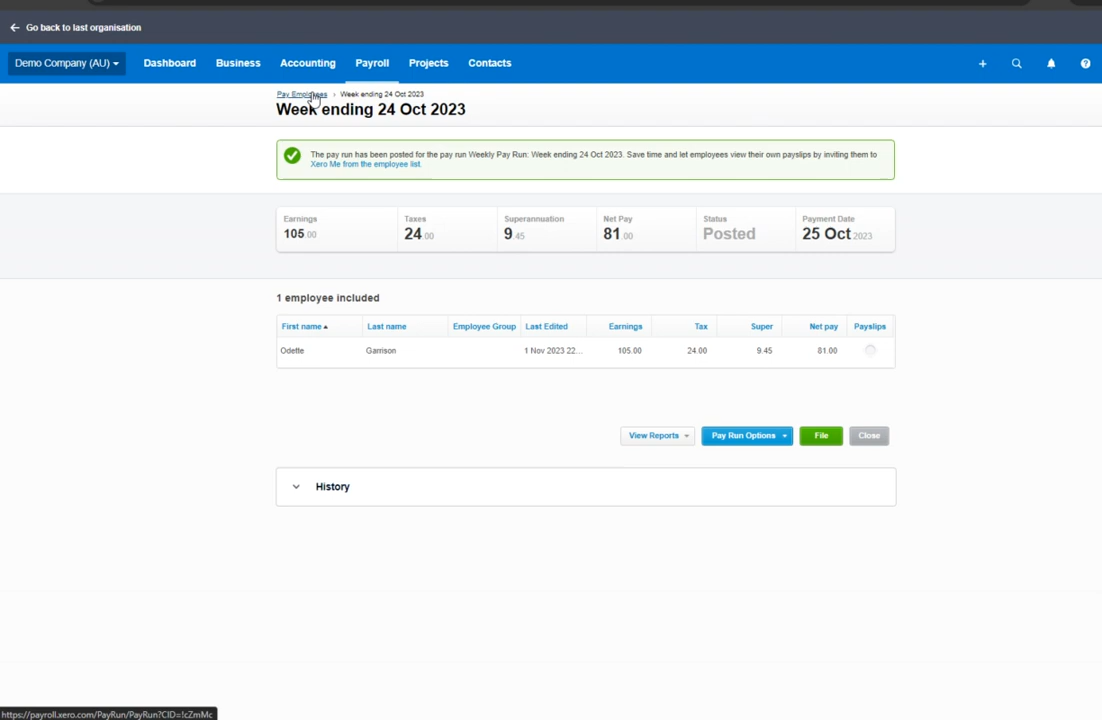 Go back to last organisation
Demo Company (AU)
Dashboard
Business
Accounting
Payroll
Projects
Contacts
Pay Employees › Week ending 24 Oct 2023
Week ending 24 Oct 2023
The pay run has been posted for the pay run Weekly Pay Run: Week ending 24 Oct 2023. Save time and let employees view their own payslips by inviting them to
Xero Me from the employee list.
Earnings Taxes Superannuation Net Pay Status Payment Date
105.00 24.00 9.45 81.00 Posted 25 Oct 2023
1 employee included
First name Last name Employee Group Last Edited Earnings Tax Super Net pay Payslips
Odette Garrison 1 Nov 2023 22... 105.00 24.00 9.45 81.00
View Reports Pay Run Options File Close
History
https://payroll.xero.com/PayRun/PayRun?CID=!cZmMc